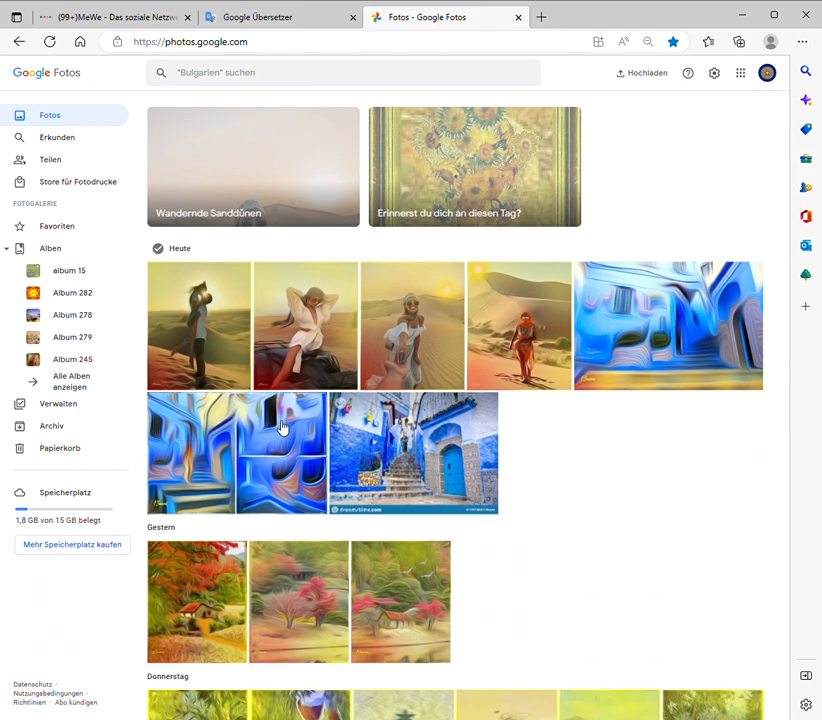 (99+)MeWe - Das soziale Netzwe
Google Übersetzer
Fotos - Google Fotos
https://photos.google.com
Google Fotos
"Bulgarien" suchen
Hochladen
Fotos
Erkunden
Teilen
Store für Fotodrucke
FOTOGALERIE
Favoriten
Alben
album 15
Album 282
Album 278
Album 279
Album 245
Alle Alben
anzeigen
Verwalten
Archiv
Papierkorb
Speicherplatz
1,8 GB von 15 GB belegt
Mehr Speicherplatz kaufen
Datenschutz ·
Nutzungsbedingungen ·
Richtlinien · Abo kündigen
Wandernde Sanddünen
Erinnerst du dich an diesen Tag?
Heute
dreamstime.com
Gestern
Donnerstag